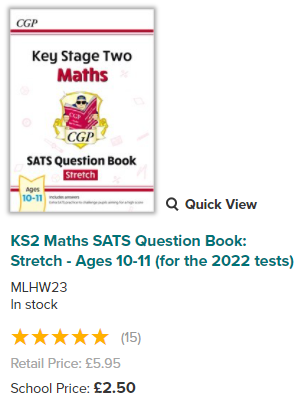 CGP
Key Stage Two
Maths
CGP
CGP
SATS Question Book
Stretch
Ages
10-11
Includes answers
Quick View
KS2 Maths SATS Question Book:
Stretch - Ages 10-11 (for the 2022 tests)
MLHW23
In stock
(15)
Retail Price: £5.95
School Price: £2.50